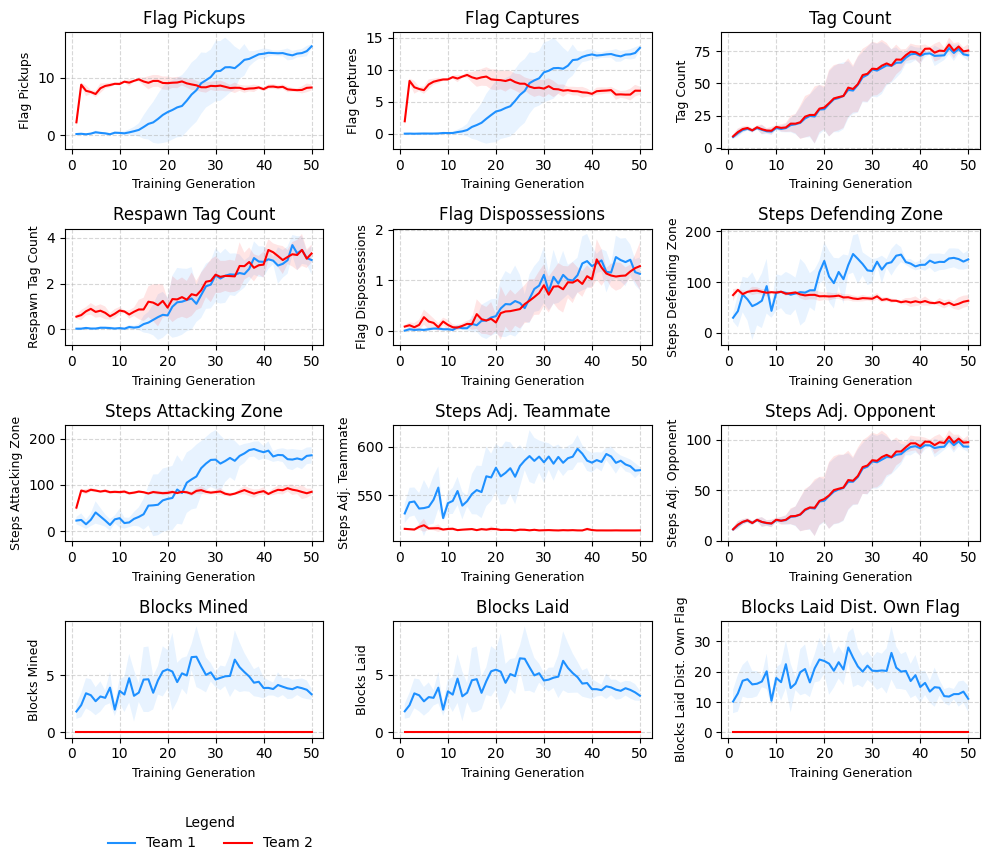 Flag Pickups
Flag Captures
Tag Count
Flag Pickups
0
10
0
10
20
30
40
50
Training Generation
Flag Captures
0
5
10
15
0
10
20
30
40
50
Training Generation
Tag Count
0
25
50
75
0
10
20
30
40
50
Training Generation
Respawn Tag Count
Flag Dispossessions
Steps Defending Zone
Respawn Tag Count
0
2
4
0
10
20
30
40
50
Training Generation
Flag Dispossessions
0
1
2
0
10
20
30
40
50
Training Generation
Steps Defending Zone
0
100
200
0
10
20
30
40
50
Training Generation
Steps Attacking Zone
Steps Adj. Teammate
Steps Adj. Opponent
Steps Attacking Zone
0
100
200
0
10
20
30
40
50
Training Generation
Steps Adj. Teammate
550
600
0
10
20
30
40
50
Training Generation
Steps Adj. Opponent
0
50
100
0
10
20
30
40
50
Training Generation
Blocks Mined
Blocks Laid
Blocks Laid Dist. Own Flag
Blocks Mined
0
5
0
10
20
30
40
50
Training Generation
Blocks Laid
0
5
0
10
20
30
40
50
Training Generation
Blocks Laid Dist. Own Flag
0
10
20
30
0
10
20
30
40
50
Training Generation
Legend
Team 1
Team 2